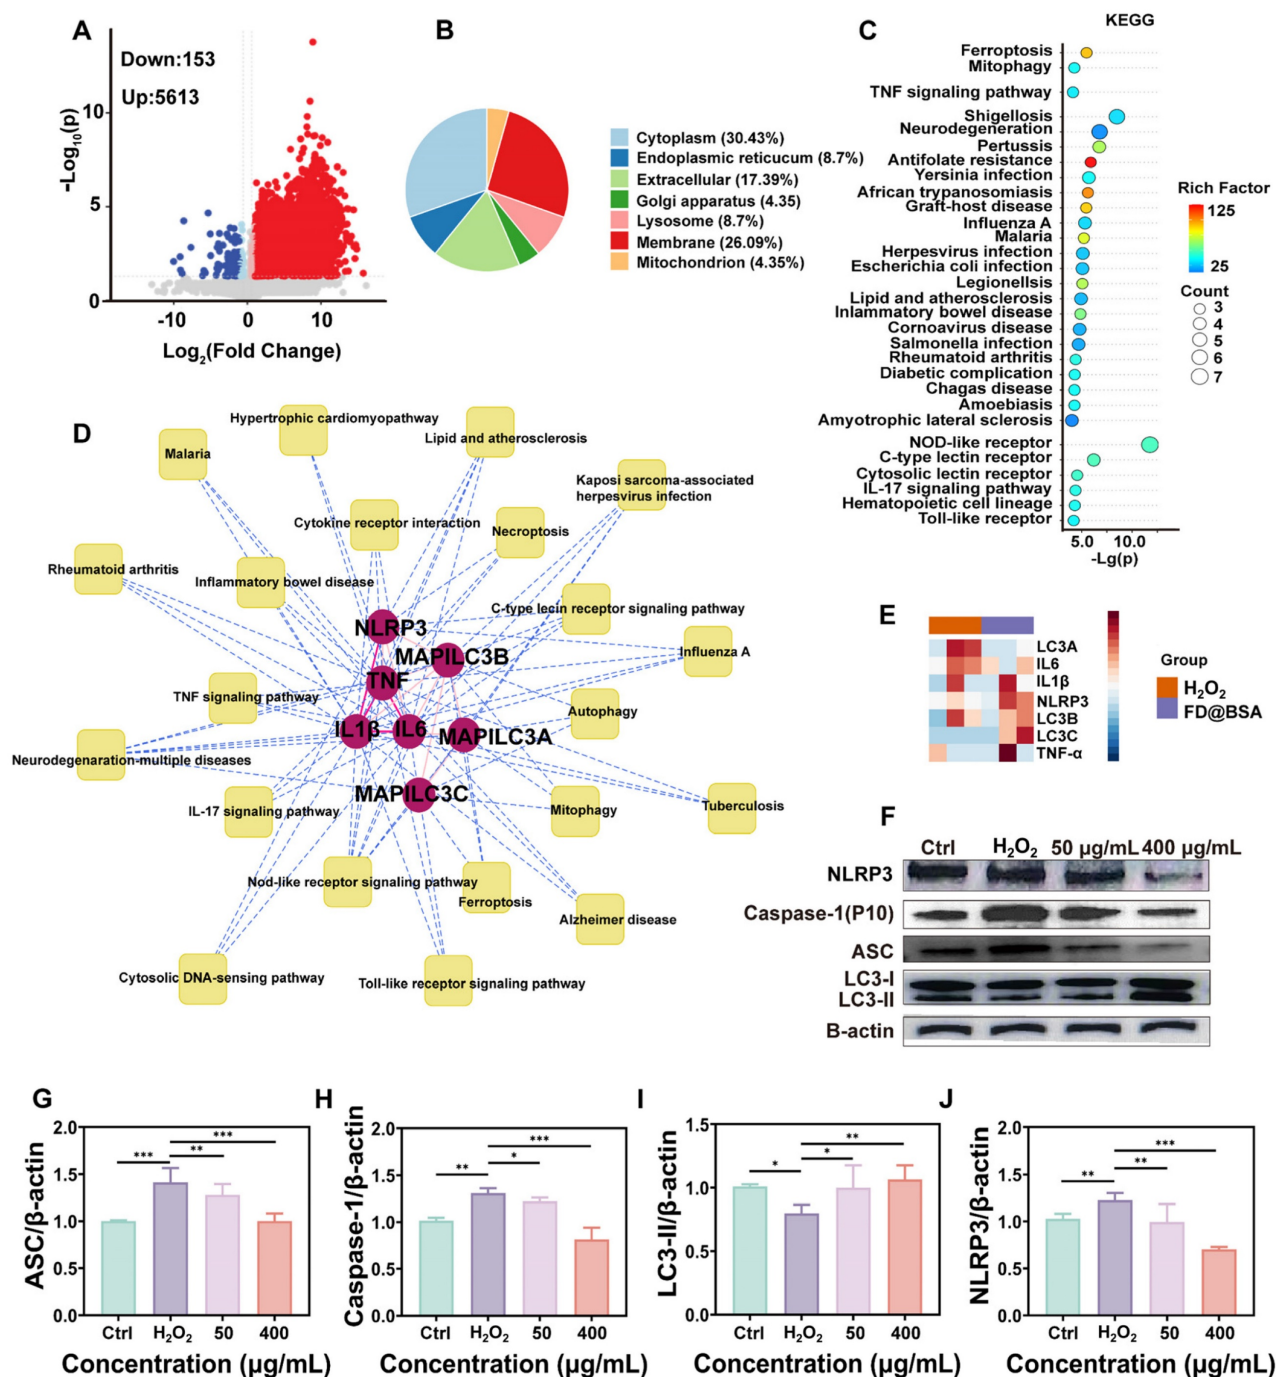 A
Down:153
Up:5613
-Log10(p)
10
5
0
-10
0
10
Log2(Fold Change)
B
Cytoplasm (30.43%)
Endoplasmic reticucum (8.7%)
Extracellular (17.39%)
Golgi apparatus (4.35)
Lysosome (8.7%)
Membrane (26.09%)
Mitochondrion (4.35%)
C
KEGG
Ferroptosis
Mitophagy
TNF signaling pathway
Shigellosis
Neurodegeneration
Pertussis
Antifolate resistance
Yersinia infection
African trypanosomiasis
Graft-host disease
Influenza A
Malaria
Herpesvirus infection
Escherichia coli infection
Legionellsis
Lipid and atherosclerosis
Inlammatory bowel disease
Cornoavirus disease
Salmonella infection
Rheumatoid arthritis
Diabetic complication
Chagas disease
Amoebiasis
Amyotrophic lateral sclerosis
NOD-like receptor
C-type lectin receptor
Cytosolic lectin receptor
IL-17 signaling pathway
Hematopoietic cell lineage
Toll-like receptor
5.0 10.0
-Lg(p)
Rich Factor
125
25
Count
3
4
5
6
7
D
Hypertrophic cardiomyopathway
Lipid and atherosclerosis
Malaria
Kaposi sarcoma-associated
herpesvirus infection
Cytokine receptor interaction
Necroptosis
Rheumatoid arthritis
Inflammatory bowel disease
C-type lecin receptor signaling pathway
NLRP3
MAPILC3B
Influenza A
TNF
TNF signaling pathway
Autophagy
IL1β
IL6
MAPILC3A
Neurodegenaration-multiple diseases
MAPILC3C
IL-17 signaling pathway
Mitophagy
Tuberculosis
Nod-like receptor signaling pathway
Ferroptosis
Alzheimer disease
Cytosolic DNA-sensing pathway
Toll-like receptor signaling pathway
E
LC3A
IL6
IL1β
NLRP3
LC3B
LC3C
TNF-α
Group
H2O2
FD@BSA
F
Ctrl H2O2 50 μg/mL 400 μg/mL
NLRP3
Caspase-1(P10)
ASC
LC3-I
LC3-II
B-actin
G
ASC/β-actin
2.0
1.5
1.0
0.5
0.0
***
**
***
Ctrl H2O2 50 400
Concentration (μg/mL)
H
Caspase-1/β-actin
2.0
1.5
1.0
0.5
0.0
***
*
**
Ctrl H2O2 50 400
Concentration (μg/mL)
I
LC3-II/β-actin
1.5
1.0
0.5
0.0
**
*
*
Ctrl H2O2 50 400
Concentration (μg/mL)
J
NLRP3/β-actin
2.0
1.5
1.0
0.5
0.0
***
**
**
Ctrl H2O2 50 400
Concentration (μg/mL)